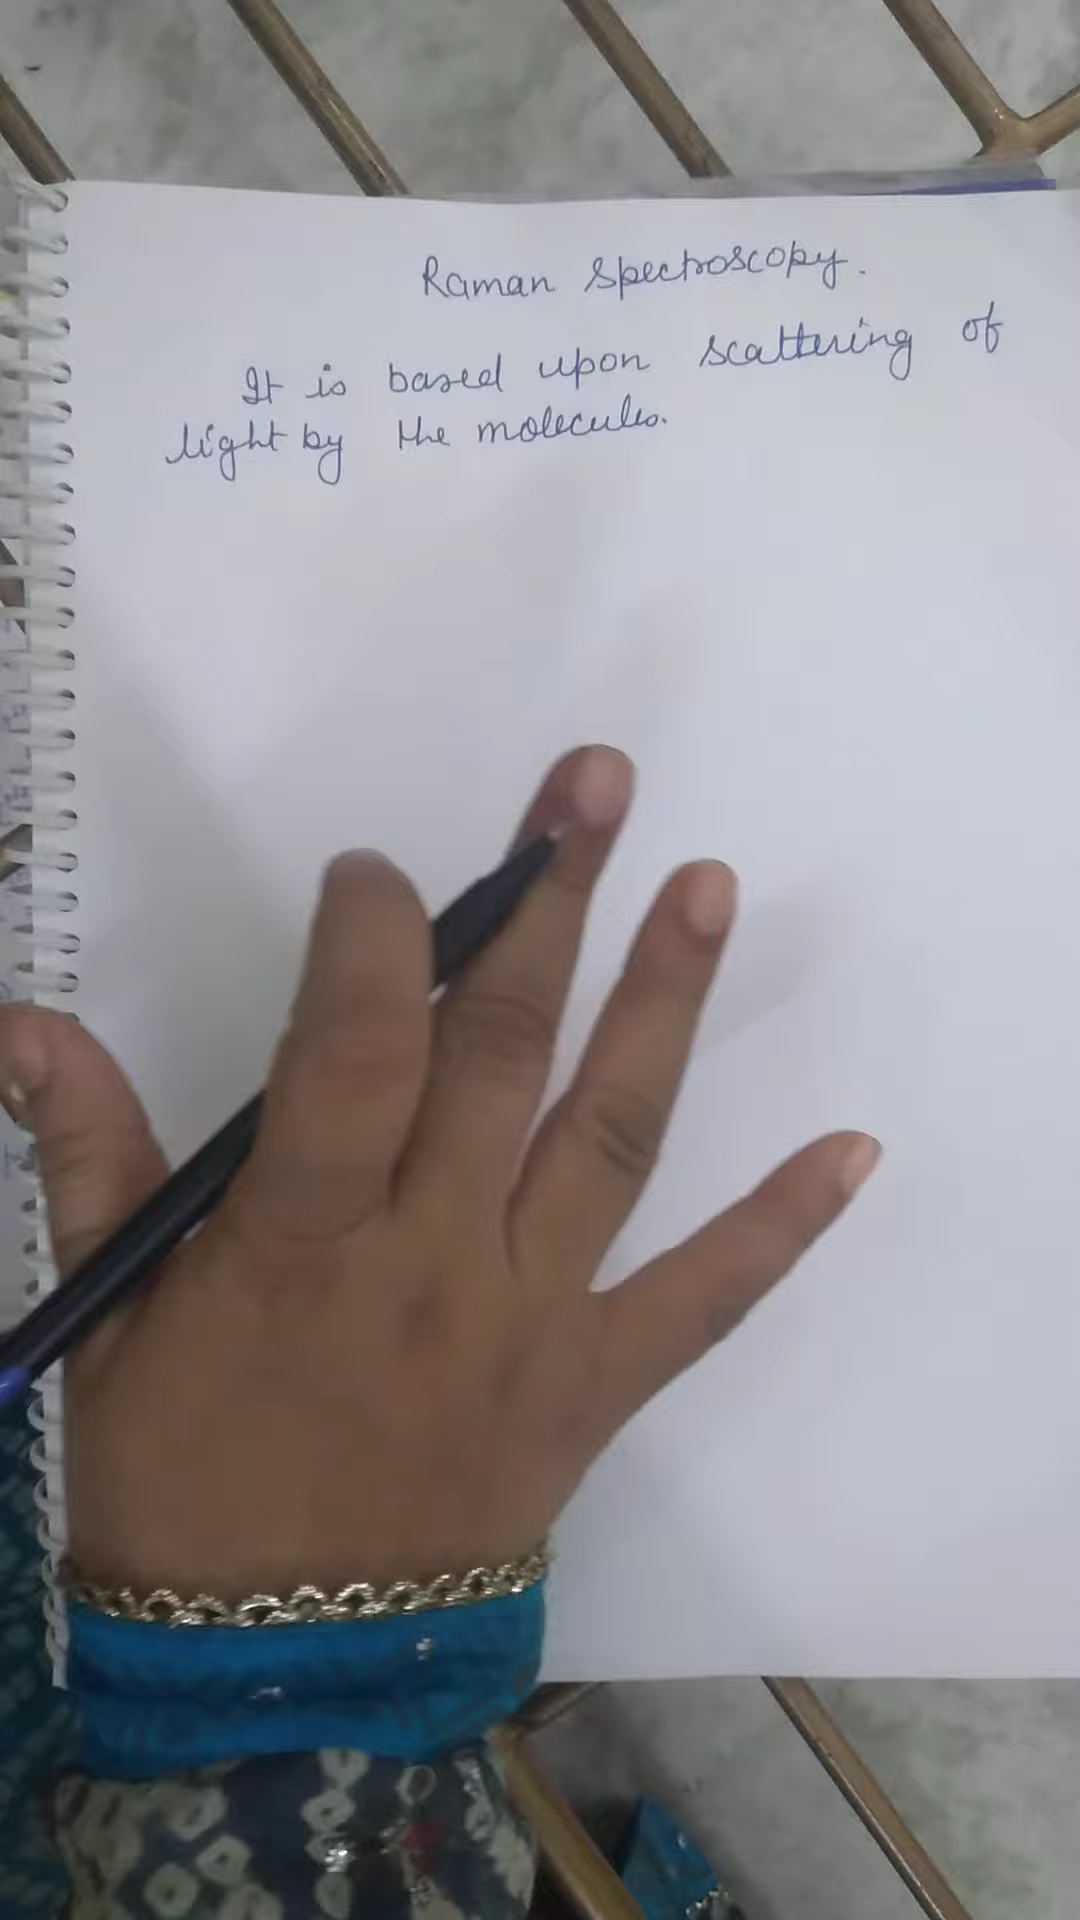 Raman Spectroscopy.
It is based upon scattering of
light by the molecules.